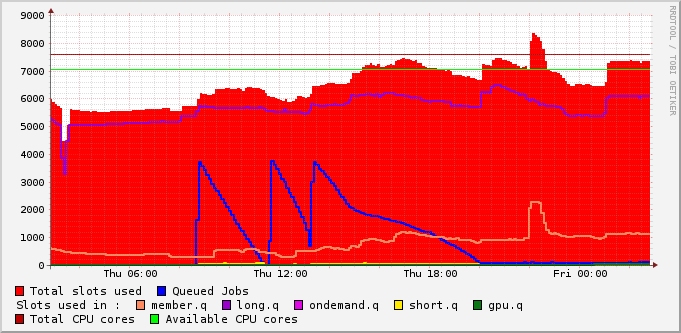 RRDTOOL / TOBI OETIKER
9000
8000
7000
6000
5000
4000
3000
2000
1000
0
Thu 06:00 Thu 12:00 Thu 18:00 Fri 00:00
Total slots used Queued Jobs
Slots used in : member.q long.q ondemand.q short.q gpu.q
Total CPU cores Available CPU cores